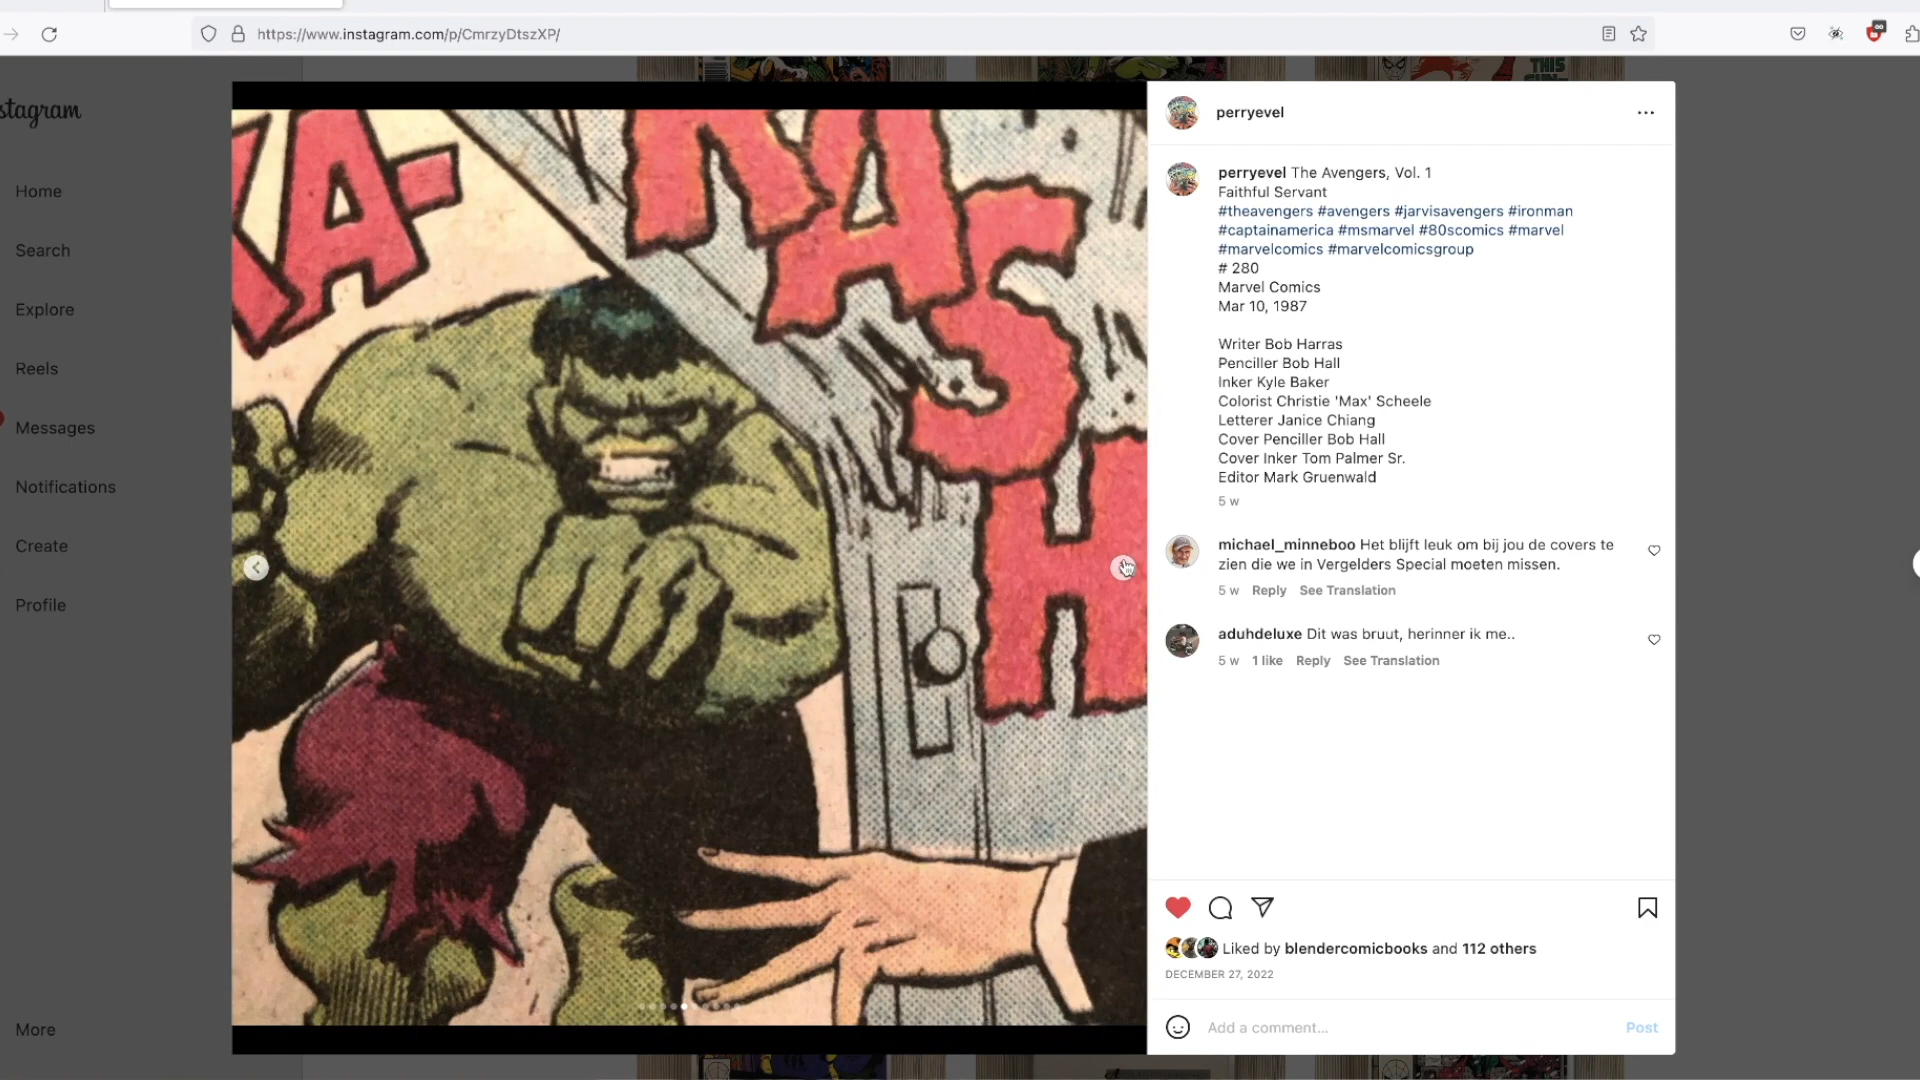 https://www.instagram.com/p/CmrzyDtszXP/
THIS
stagram
Home
Search
Explore
Reels
Messages
Notifications
Create
Profile
More
KA-
KRASH
perryevel
perryevel The Avengers, Vol. 1
Faithful Servant
#theavengers #avengers #jarvisavengers #ironman
#captainamerica #msmarvel #80scomics #marvel
#marvelcomics #marvelcomicsgroup
# 280
Marvel Comics
Mar 10, 1987
Writer Bob Harras
Penciller Bob Hall
Inker Kyle Baker
Colorist Christie 'Max' Scheele
Letterer Janice Chiang
Cover Penciller Bob Hall
Cover Inker Tom Palmer Sr.
Editor Mark Gruenwald
5 w
michael_minneboo Het blijft leuk om bij jou de covers te
zien die we in Vergelders Special moeten missen.
5 w Reply See Translation
aduhdeluxe Dit was bruut, herinner ik me..
5 w 1 like Reply See Translation
Liked by blendercomicbooks and 112 others
DECEMBER 27, 2022
Add a comment...
Post